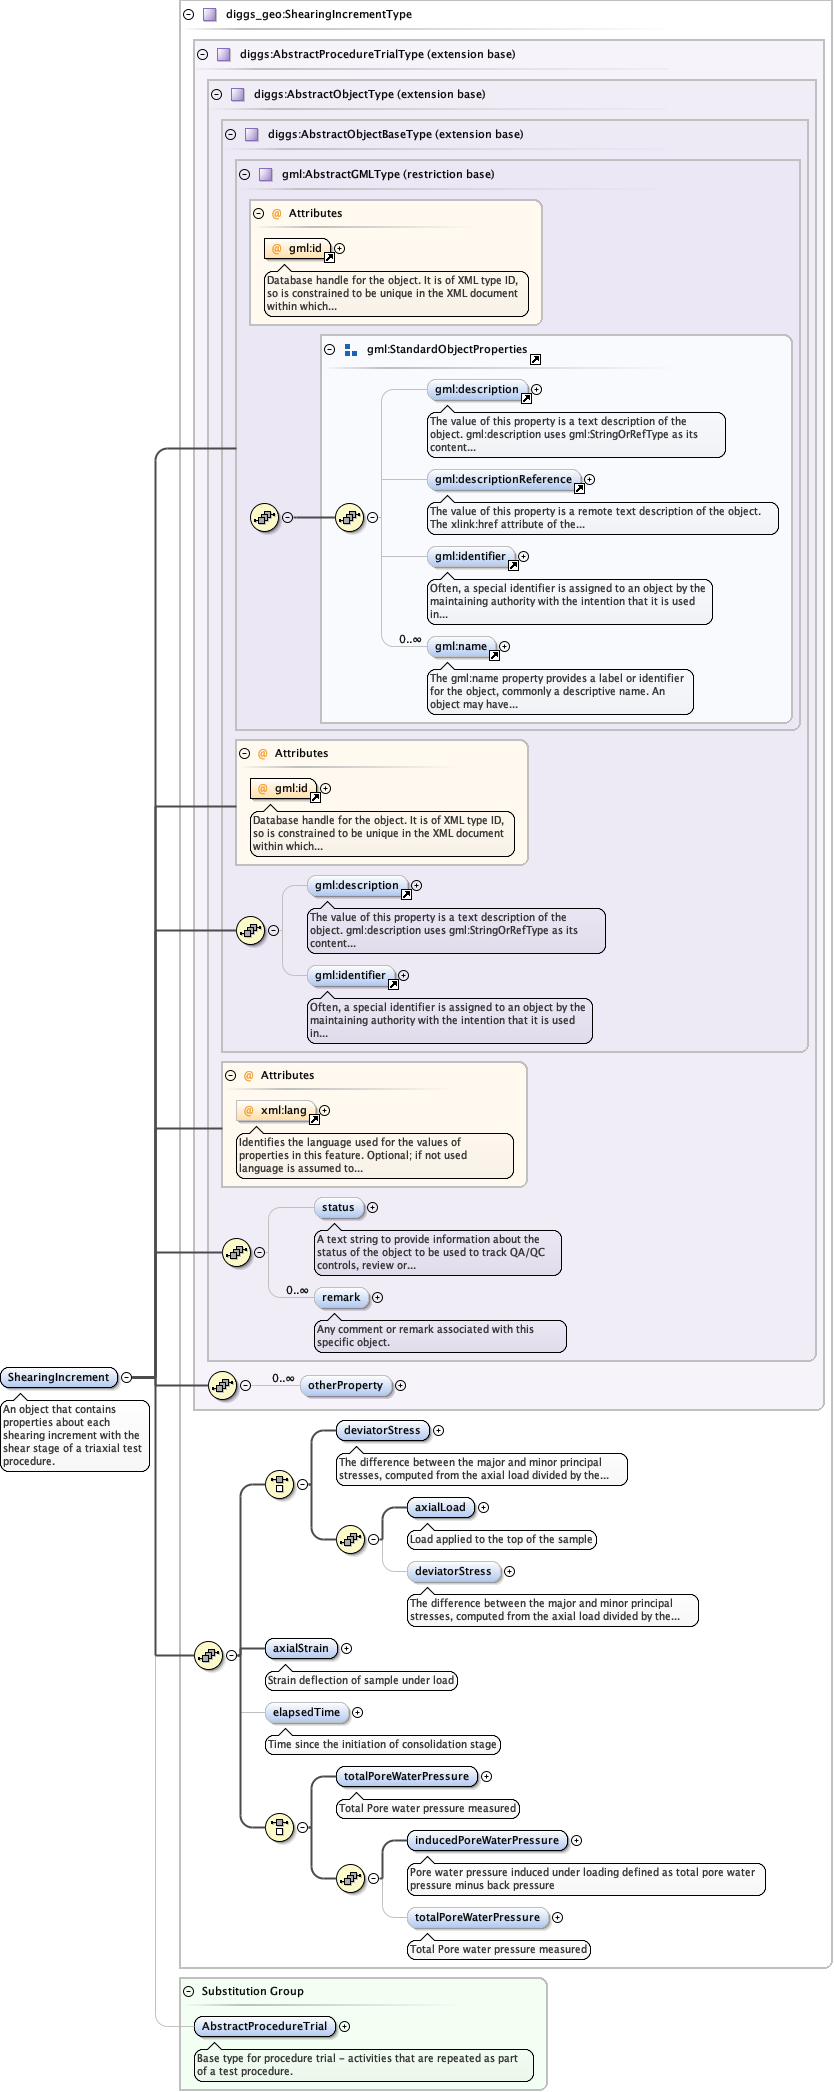 diggs_geo:ShearingIncrementType
diggs:AbstractProcedureTrialType (extension base)
diggs:AbstractObjectType (extension base)
diggs:AbstractObjectBaseType (extension base)
gml:AbstractGMLType (restriction base)
@ Attributes
@ gml:id
Database handle for the object. It is of XML type ID,
so is constrained to be unique in the XML document
within which...
gml:StandardObjectProperties
gml:description
The value of this property is a text description of the
object. gml:description uses gml:StringOrRefType as its
content...
gml:descriptionReference
The value of this property is a remote text description of the object.
The xlink:href attribute of the...
gml:identifier
Often, a special identifier is assigned to an object by the
maintaining authority with the intention that it is used
in...
0..∞
gml:name
The gml:name property provides a label or identifier
for the object, commonly a descriptive name. An
object may have...
@ Attributes
@ gml:id
Database handle for the object. It is of XML type ID,
so is constrained to be unique in the XML document
within which...
gml:description
The value of this property is a text description of the
object. gml:description uses gml:StringOrRefType as its
content...
gml:identifier
Often, a special identifier is assigned to an object by the
maintaining authority with the intention that it is used
in...
@ Attributes
@ xml:lang
Identifies the language used for the values of
properties in this feature. Optional; if not used
language is assumed to...
status
A text string to provide information about the
status of the object to be used to track QA/QC
controls, review or...
0..∞
remark
Any comment or remark associated with this
specific object.
ShearingIncrement
An object that contains
properties about each
shearing increment with the
shear stage of a triaxial test
procedure.
0..∞
otherProperty
deviatorStress
The difference between the major and minor principal
stresses, computed from the axial load divided by the...
axialLoad
Load applied to the top of the sample
deviatorStress
The difference between the major and minor principal
stresses, computed from the axial load divided by the...
axialStrain
Strain deflection of sample under load
elapsedTime
Time since the initiation of consolidation stage
totalPoreWaterPressure
Total Pore water pressure measured
inducedPoreWaterPressure
Pore water pressure induced under loading defined as total pore water
pressure minus back pressure
totalPoreWaterPressure
Total Pore water pressure measured
Substitution Group
AbstractProcedureTrial
Base type for procedure trial – activities that are repeated as part
of a test procedure.